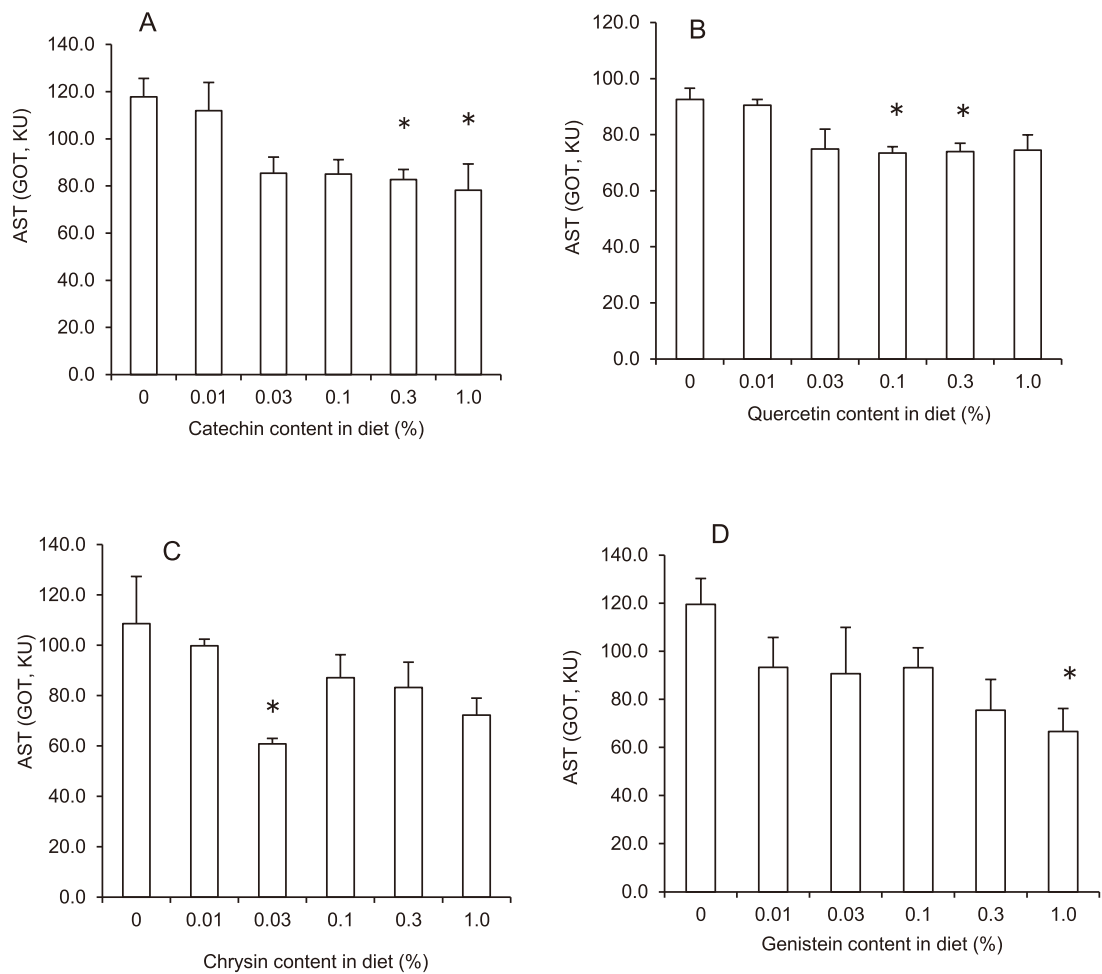 A
140.0
120.0
100.0
80.0
60.0
40.0
20.0
0.0
AST (GOT, KU)
* *
0 0.01 0.03 0.1 0.3 1.0
Catechin content in diet (%)
B
120.0
100.0
80.0
60.0
40.0
20.0
0.0
AST (GOT, KU)
* *
0 0.01 0.03 0.1 0.3 1.0
Quercetin content in diet (%)
C
140.0
120.0
100.0
80.0
60.0
40.0
20.0
0.0
AST (GOT, KU)
*
0 0.01 0.03 0.1 0.3 1.0
Chrysin content in diet (%)
D
140.0
120.0
100.0
80.0
60.0
40.0
20.0
0.0
AST (GOT, KU)
*
0 0.01 0.03 0.1 0.3 1.0
Genistein content in diet (%)